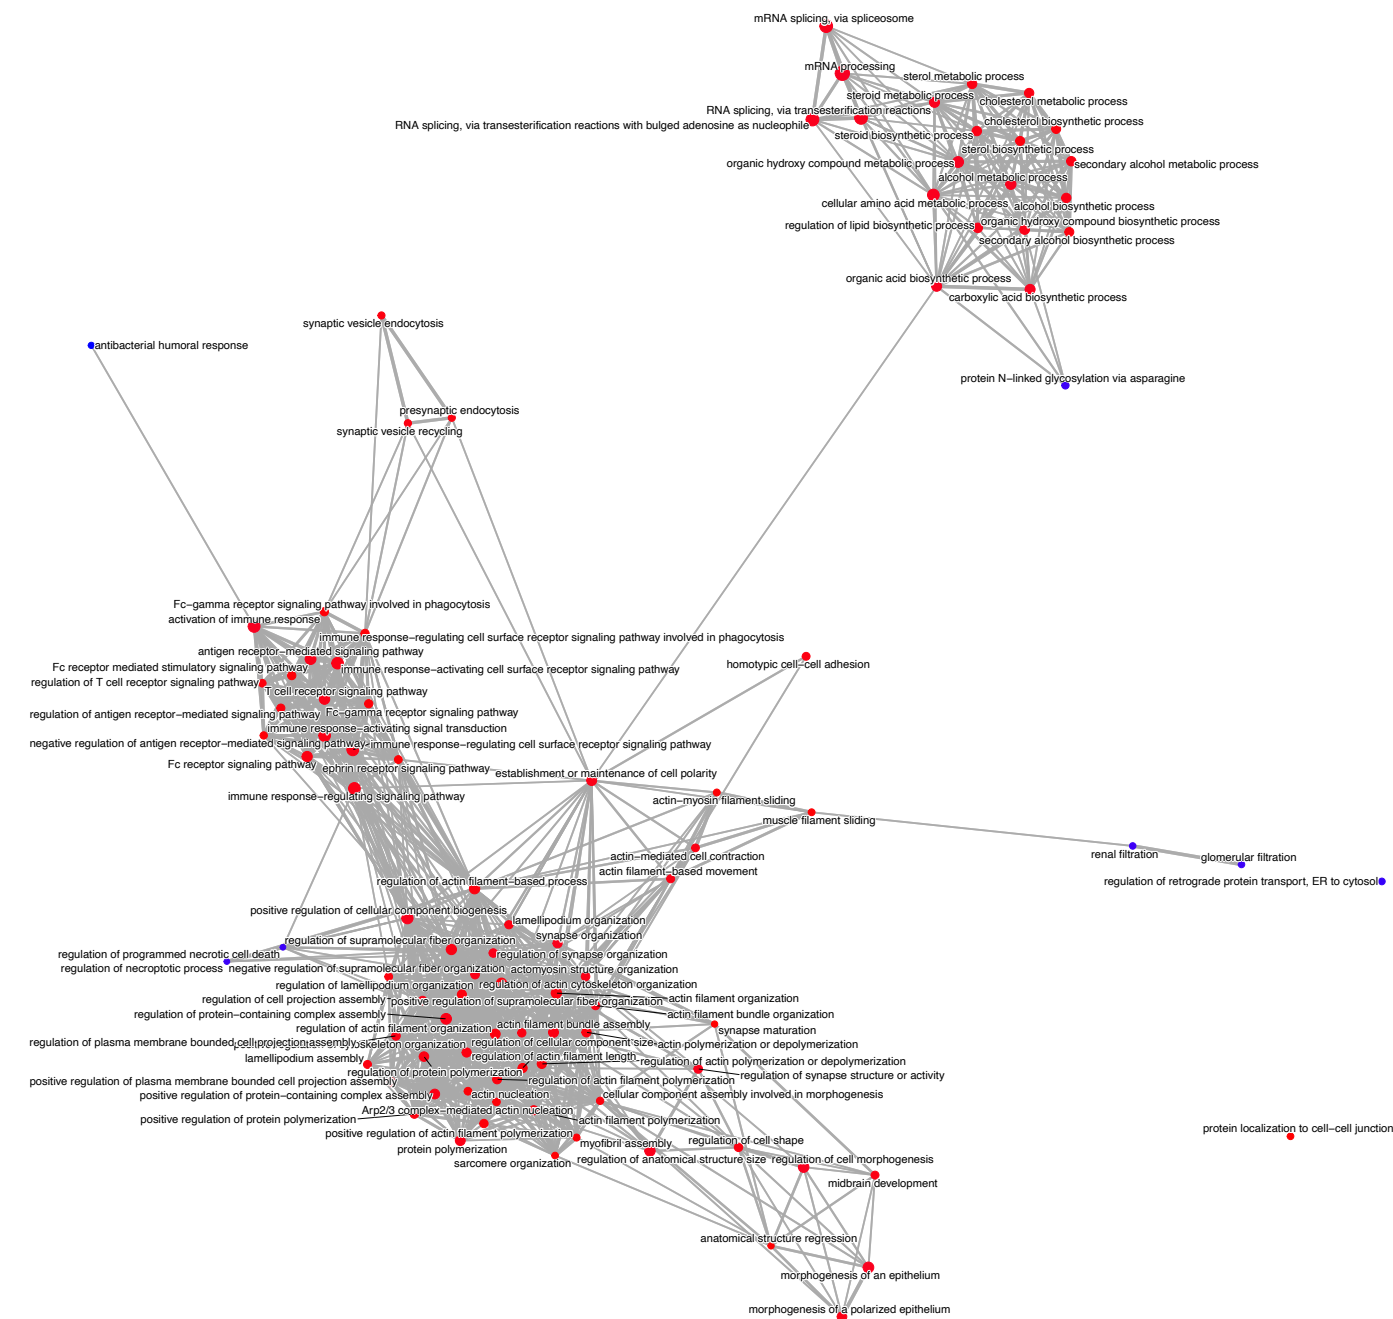 mRNA splicing, via spliceosome
mRNA processing
sterol metabolic process
steroid metabolic process
cholesterol metabolic process
RNA splicing, via transesterification reactions
RNA splicing, via transesterification reactions with bulged adenosine as nucleophile
cholesterol biosynthetic process
steroid biosynthetic process
sterol biosynthetic process
organic hydroxy compound metabolic process
secondary alcohol metabolic process
alcohol metabolic process
cellular amino acid metabolic process
alcohol biosynthetic process
regulation of lipid biosynthetic process
organic hydroxy compound biosynthetic process
secondary alcohol biosynthetic process
organic acid biosynthetic process
carboxylic acid biosynthetic process
synaptic vesicle endocytosis
antibacterial humoral response
protein N−linked glycosylation via asparagine
presynaptic endocytosis
synaptic vesicle recycling
Fc−gamma receptor signaling pathway involved in phagocytosis
activation of immune response
immune response−regulating cell surface receptor signaling pathway involved in phagocytosis
antigen receptor−mediated signaling pathway
homotypic cell−cell adhesion
Fc receptor mediated stimulatory signaling pathway
immune response−activating cell surface receptor signaling pathway
regulation of T cell receptor signaling pathway
T cell receptor signaling pathway
regulation of antigen receptor−mediated signaling pathway
Fc−gamma receptor signaling pathway
immune response−activating signal transduction
negative regulation of antigen receptor−mediated signaling pathway
immune response−regulating cell surface receptor signaling pathway
Fc receptor signaling pathway
ephrin receptor signaling pathway
establishment or maintenance of cell polarity
immune response−regulating signaling pathway
actin−myosin filament sliding
muscle filament sliding
actin−mediated cell contraction
renal filtration
glomerular filtration
actin filament−based movement
regulation of actin filament−based process
regulation of retrograde protein transport, ER to cytosol
positive regulation of cellular component biogenesis
lamellipodium organization
synapse organization
regulation of supramolecular fiber organization
regulation of programmed necrotic cell death
regulation of synapse organization
regulation of necroptotic process
negative regulation of supramolecular fiber organization
actomyosin structure organization
regulation of lamellipodium organization
regulation of actin cytoskeleton organization
regulation of cell projection assembly
positive regulation of supramolecular fiber organization
actin filament organization
regulation of protein−containing complex assembly
actin filament bundle organization
regulation of actin filament organization
actin filament bundle assembly
synapse maturation
regulation of plasma membrane bounded cell projection assembly
skeleton organization
regulation of cellular component size
actin polymerization or depolymerization
lamellipodium assembly
regulation of actin filament length
regulation of actin polymerization or depolymerization
regulation of protein polymerization
regulation of synapse structure or activity
positive regulation of plasma membrane bounded cell projection assembly
regulation of actin filament polymerization
positive regulation of protein−containing complex assembly
actin nucleation
cellular component assembly involved in morphogenesis
Arp2/3 complex−mediated actin nucleation
positive regulation of protein polymerization
actin filament polymerization
protein localization to cell−cell junction
positive regulation of actin filament polymerization
myofibril assembly
regulation of cell shape
protein polymerization
sarcomere organization
regulation of anatomical structure size
regulation of cell morphogenesis
midbrain development
anatomical structure regression
morphogenesis of an epithelium
morphogenesis of a polarized epithelium